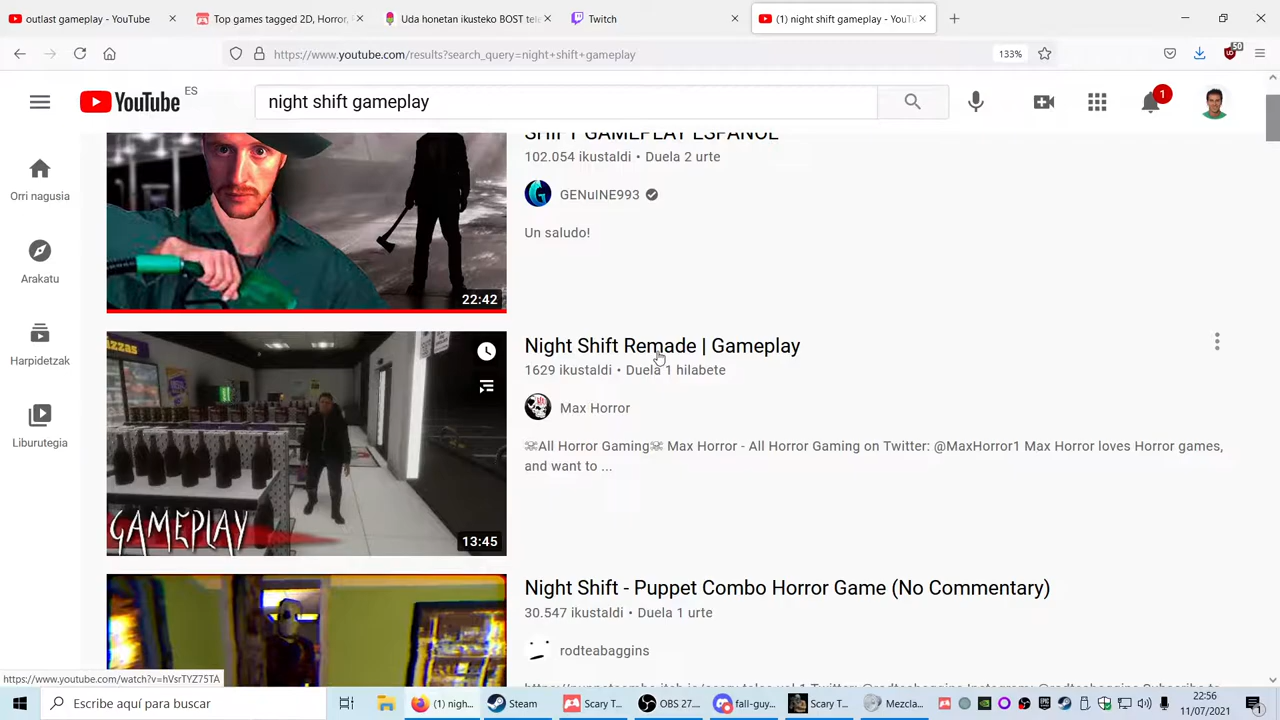 outlast gameplay - YouTube
Top games tagged 2D, Horror,
Uda honetan ikusteko BOST tele
Twitch
(1) night shift gameplay - YouTu
https://www.youtube.com/results?search_query=night+shift+gameplay
133%
50
YouTube ES
night shift gameplay
1
Orri nagusia
Arakatu
Harpidetzak
Liburutegia
SHIFT GAMEPLAY ESPAÑOL
102.054 ikustaldi • Duela 2 urte
GENuINE993
Un saludo!
22:42
Night Shift Remade | Gameplay
1629 ikustaldi • Duela 1 hilabete
Max Horror
☠All Horror Gaming☠ Max Horror - All Horror Gaming on Twitter: @MaxHorror1 Max Horror loves Horror games,
and want to ...
GAMEPLAY
13:45
Night Shift - Puppet Combo Horror Game (No Commentary)
30.547 ikustaldi • Duela 1 urte
rodteabaggins
https://www.youtube.com/watch?v=hVsrTYZ75TA
Escribe aquí para buscar
(1) nig...
Steam
Scary T...
OBS 27....
fall-guy...
Scary T...
Mezcla...
22:56
11/07/2021
1